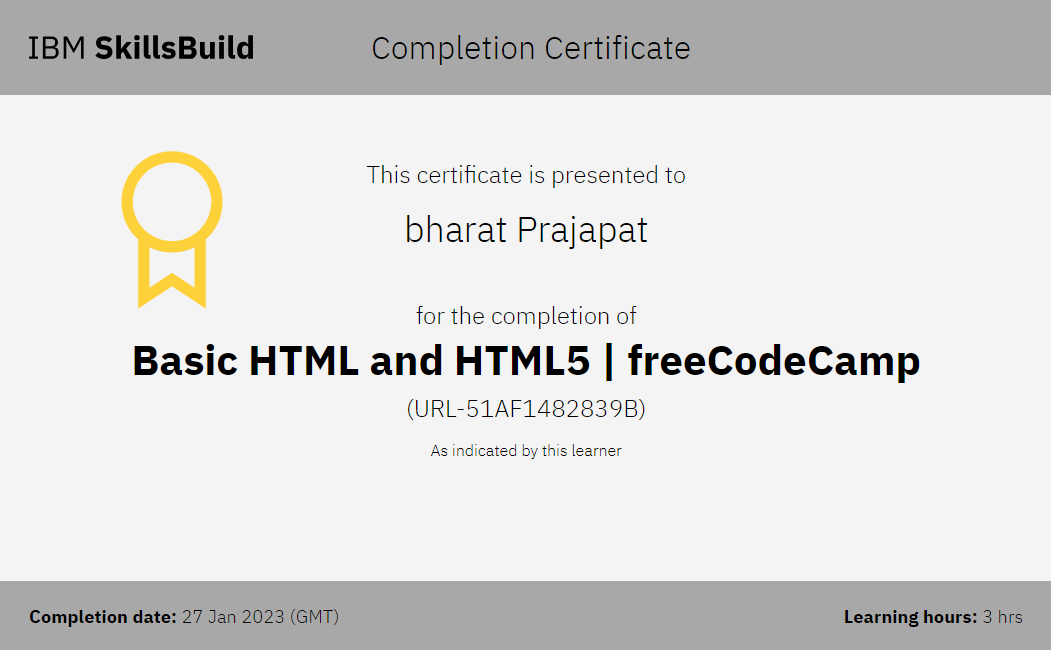 IBM SkillsBuild
Completion Certificate
This certificate is presented to
bharat Prajapat
for the completion of
Basic HTML and HTML5 | freeCodeCamp
(URL-51AF1482839B)
As indicated by this learner
Completion date: 27 Jan 2023 (GMT)
Learning hours: 3 hrs